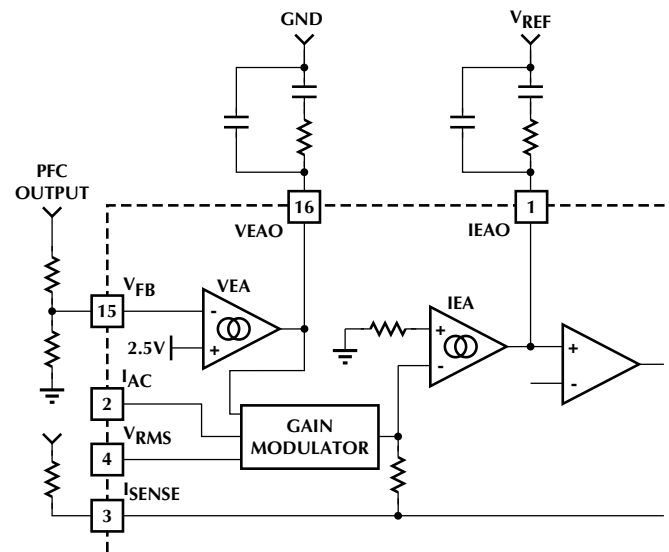 GND
VREF
PFC
OUTPUT
16
1
VEAO
IEAO
VFB
VEA
IEA
15
-
+
2.5V
+
-
+
-
IAC
2
GAIN
MODULATOR
VRMS
4
ISENSE
3